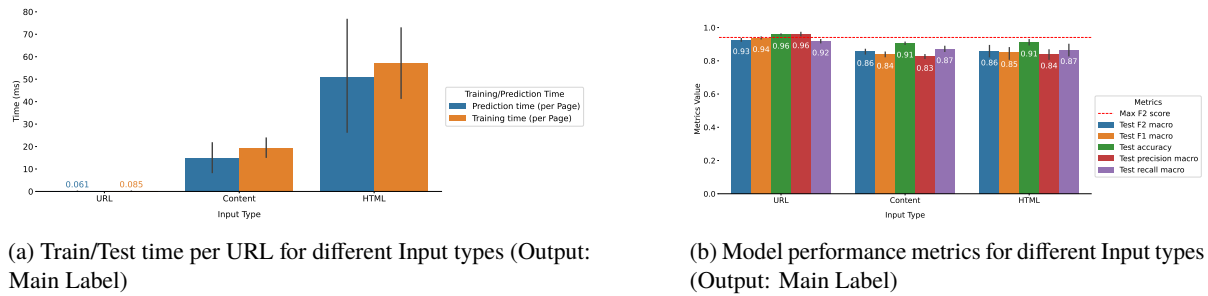 80
70
60
50
40
30
20
10
0
Time (ms)
0.061
0.085
URL
Content
HTML
Input Type
Training/Prediction Time
Prediction time (per Page)
Training time (per Page)
(a) Train/Test time per URL for different Input types (Output:
Main Label)
1.0
0.8
0.6
0.4
0.2
0.0
Metrics Value
0.93
0.94
0.96
0.96
0.92
0.86
0.84
0.91
0.83
0.87
0.86
0.85
0.91
0.84
0.87
URL
Content
HTML
Input Type
Metrics
Max F2 score
Test F2 macro
Test F1 macro
Test accuracy
Test precision macro
Test recall macro
(b) Model performance metrics for different Input types
(Output: Main Label)